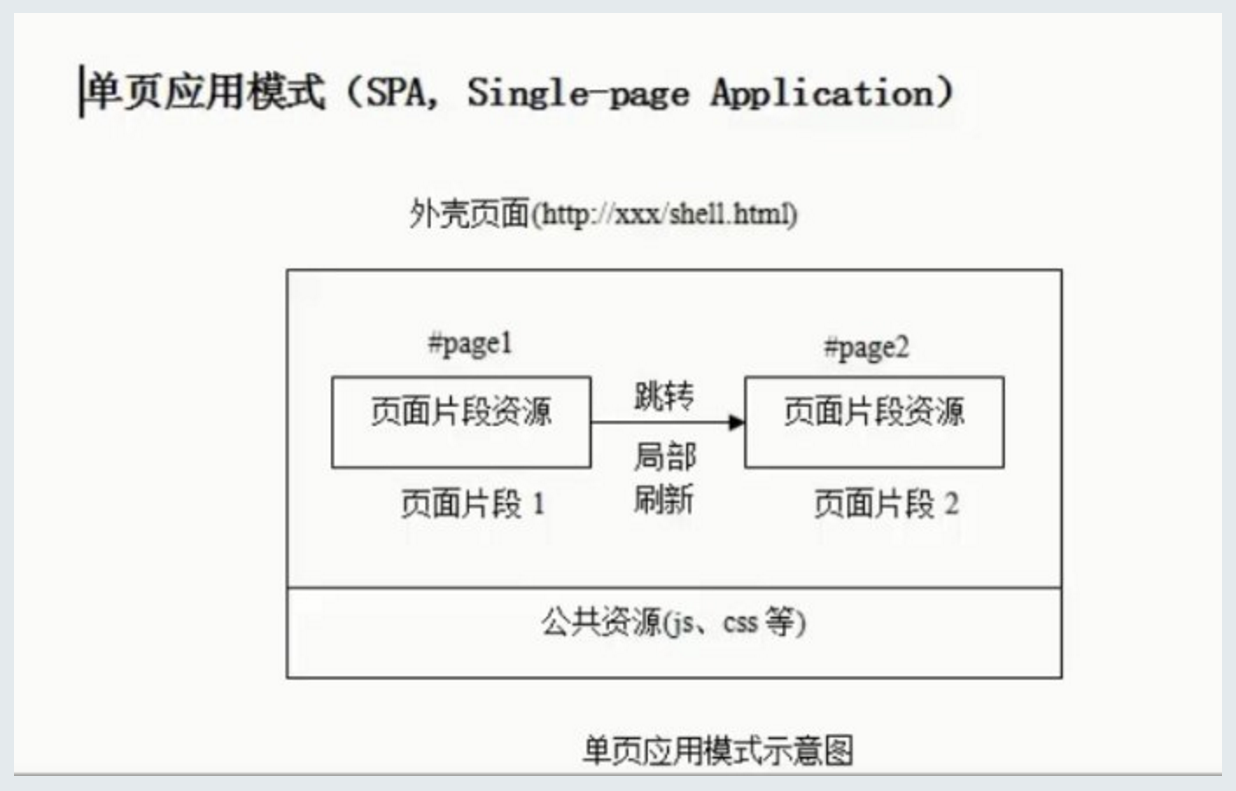 单页应用模式（SPA, Single-page Application）
外壳页面(http://xxx/shell.html)
#page1
#page2
页面片段资源
跳转
页面片段资源
局部
刷新
页面片段 1
页面片段 2
公共资源(js、css 等)
单页应用模式示意图